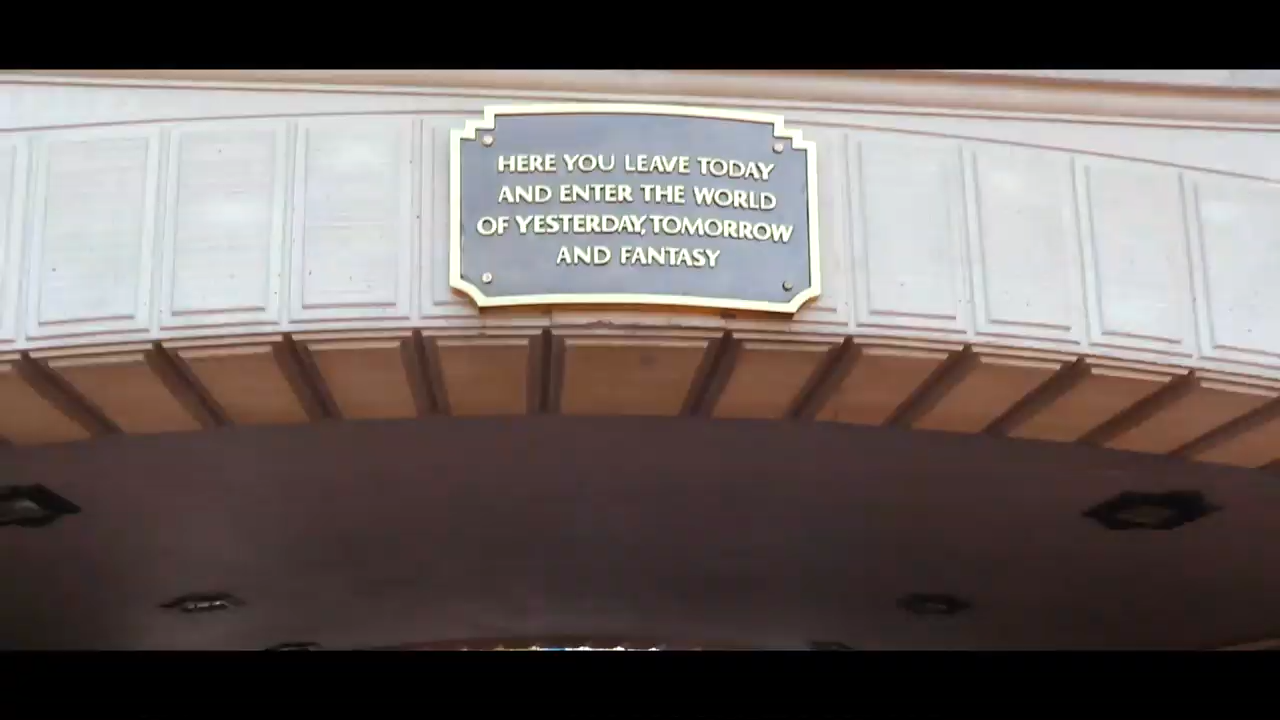 HERE YOU LEAVE TODAY
AND ENTER THE WORLD
OF YESTERDAY, TOMORROW
AND FANTASY